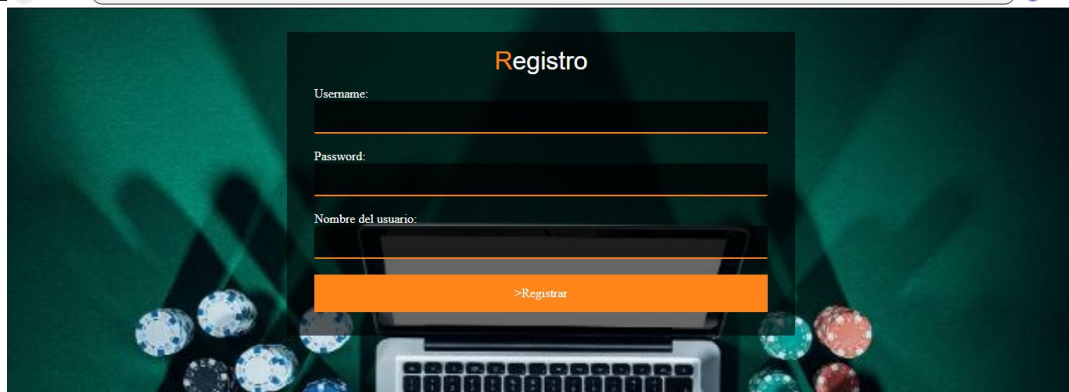 Registro
Username:
Password:
Nombre del usuario:
>Registrar